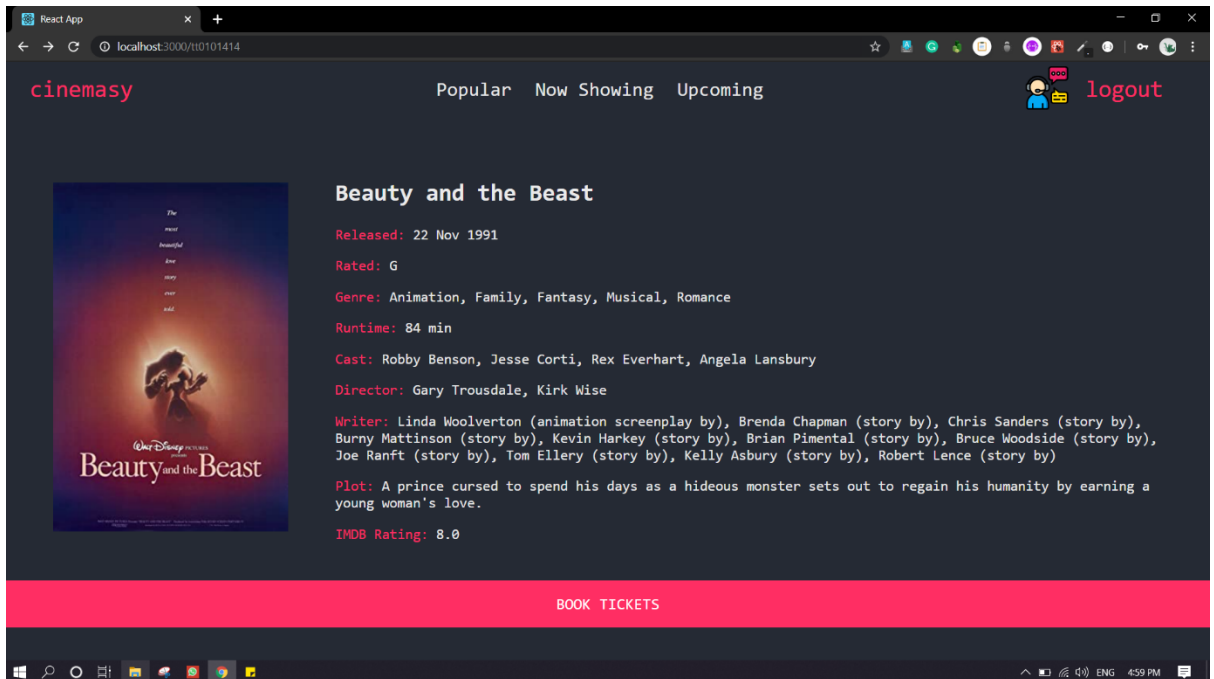 React App
localhost:3000/tt0101414
cinemasy
Popular Now Showing Upcoming
logout
The
most
beautiful
love
story
ever
told.
Walt Disney PICTURES
presents
Beauty and the Beast
Beauty and the Beast
Released: 22 Nov 1991
Rated: G
Genre: Animation, Family, Fantasy, Musical, Romance
Runtime: 84 min
Cast: Robby Benson, Jesse Corti, Rex Everhart, Angela Lansbury
Director: Gary Trousdale, Kirk Wise
Writer: Linda Woolverton (animation screenplay by), Brenda Chapman (story by), Chris Sanders (story by),
Burny Mattinson (story by), Kevin Harkey (story by), Brian Pimental (story by), Bruce Woodside (story by),
Joe Ranft (story by), Tom Ellery (story by), Kelly Asbury (story by), Robert Lence (story by)
Plot: A prince cursed to spend his days as a hideous monster sets out to regain his humanity by earning a
young woman's love.
IMDB Rating: 8.0
BOOK TICKETS
ENG 4:59 PM